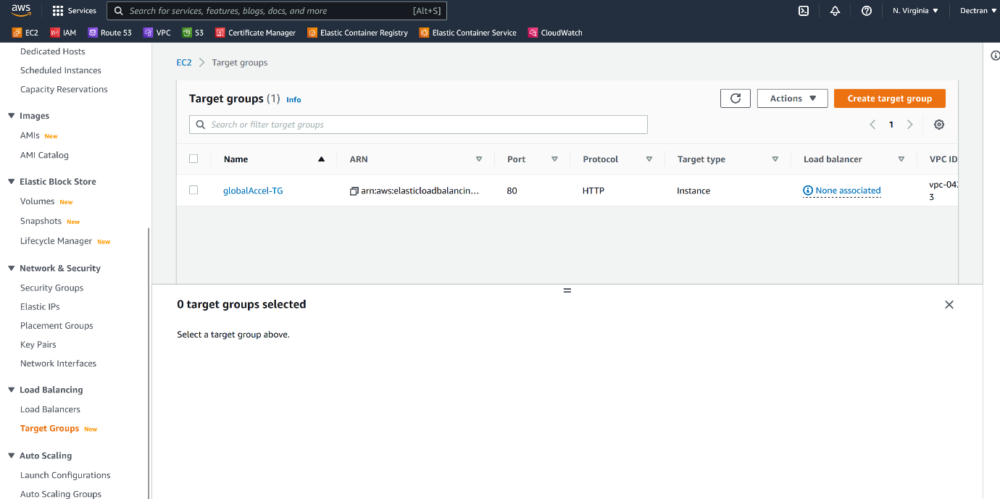 aws Services Search for services, features, blogs, docs, and more [Alt+S] N. Virginia Dectran
EC2 IAM Route 53 VPC S3 Certificate Manager Elastic Container Registry Elastic Container Service CloudWatch
Dedicated Hosts
Scheduled Instances
Capacity Reservations
Images
AMIs New
AMI Catalog
Elastic Block Store
Volumes New
Snapshots New
Lifecycle Manager New
Network & Security
Security Groups
Elastic IPs
Placement Groups
Key Pairs
Network Interfaces
Load Balancing
Load Balancers
Target Groups New
Auto Scaling
Launch Configurations
Auto Scaling Groups
EC2 Target groups
Target groups (1) Info
Actions
Create target group
Search or filter target groups
1
Name ARN Port Protocol Target type Load balancer VPC ID
globalAccel-TG arn:aws:elasticloadbalancin... 80 HTTP Instance None associated
3
0 target groups selected
Select a target group above.